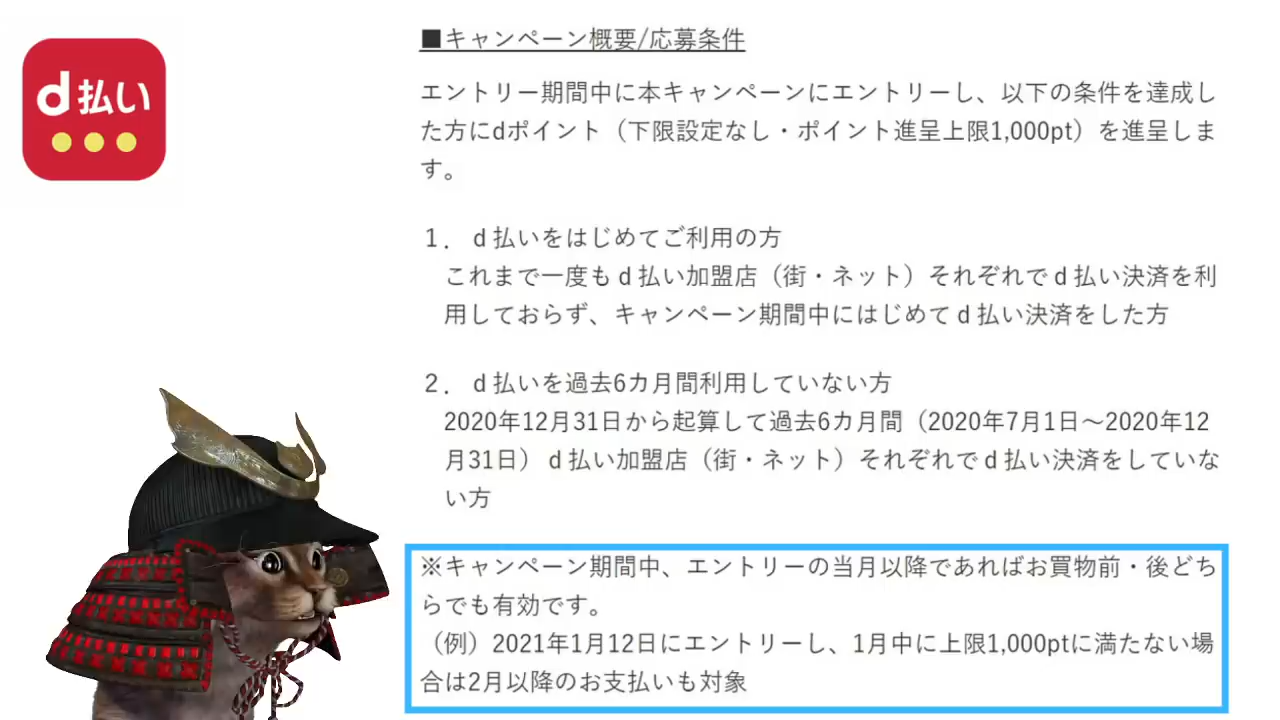 d払い
■キャンペーン概要/応募条件
エントリー期間中に本キャンペーンにエントリーし、以下の条件を達成し
た方にdポイント（下限設定なし・ポイント進呈上限1,000pt）を進呈しま
す。
１．ｄ払いをはじめてご利用の方
これまで一度もｄ払い加盟店（街・ネット）それぞれでｄ払い決済を利
用しておらず、キャンペーン期間中にはじめてｄ払い決済をした方
２．ｄ払いを過去6カ月間利用していない方
2020年12月31日から起算して過去6カ月間（2020年7月1日～2020年12
月31日）ｄ払い加盟店（街・ネット）それぞれでｄ払い決済をしていな
い方
※キャンペーン期間中、エントリーの当月以降であればお買物前・後どち
らでも有効です。
（例）2021年1月12日にエントリーし、1月中に上限1,000ptに満たない場
合は2月以降のお支払いも対象